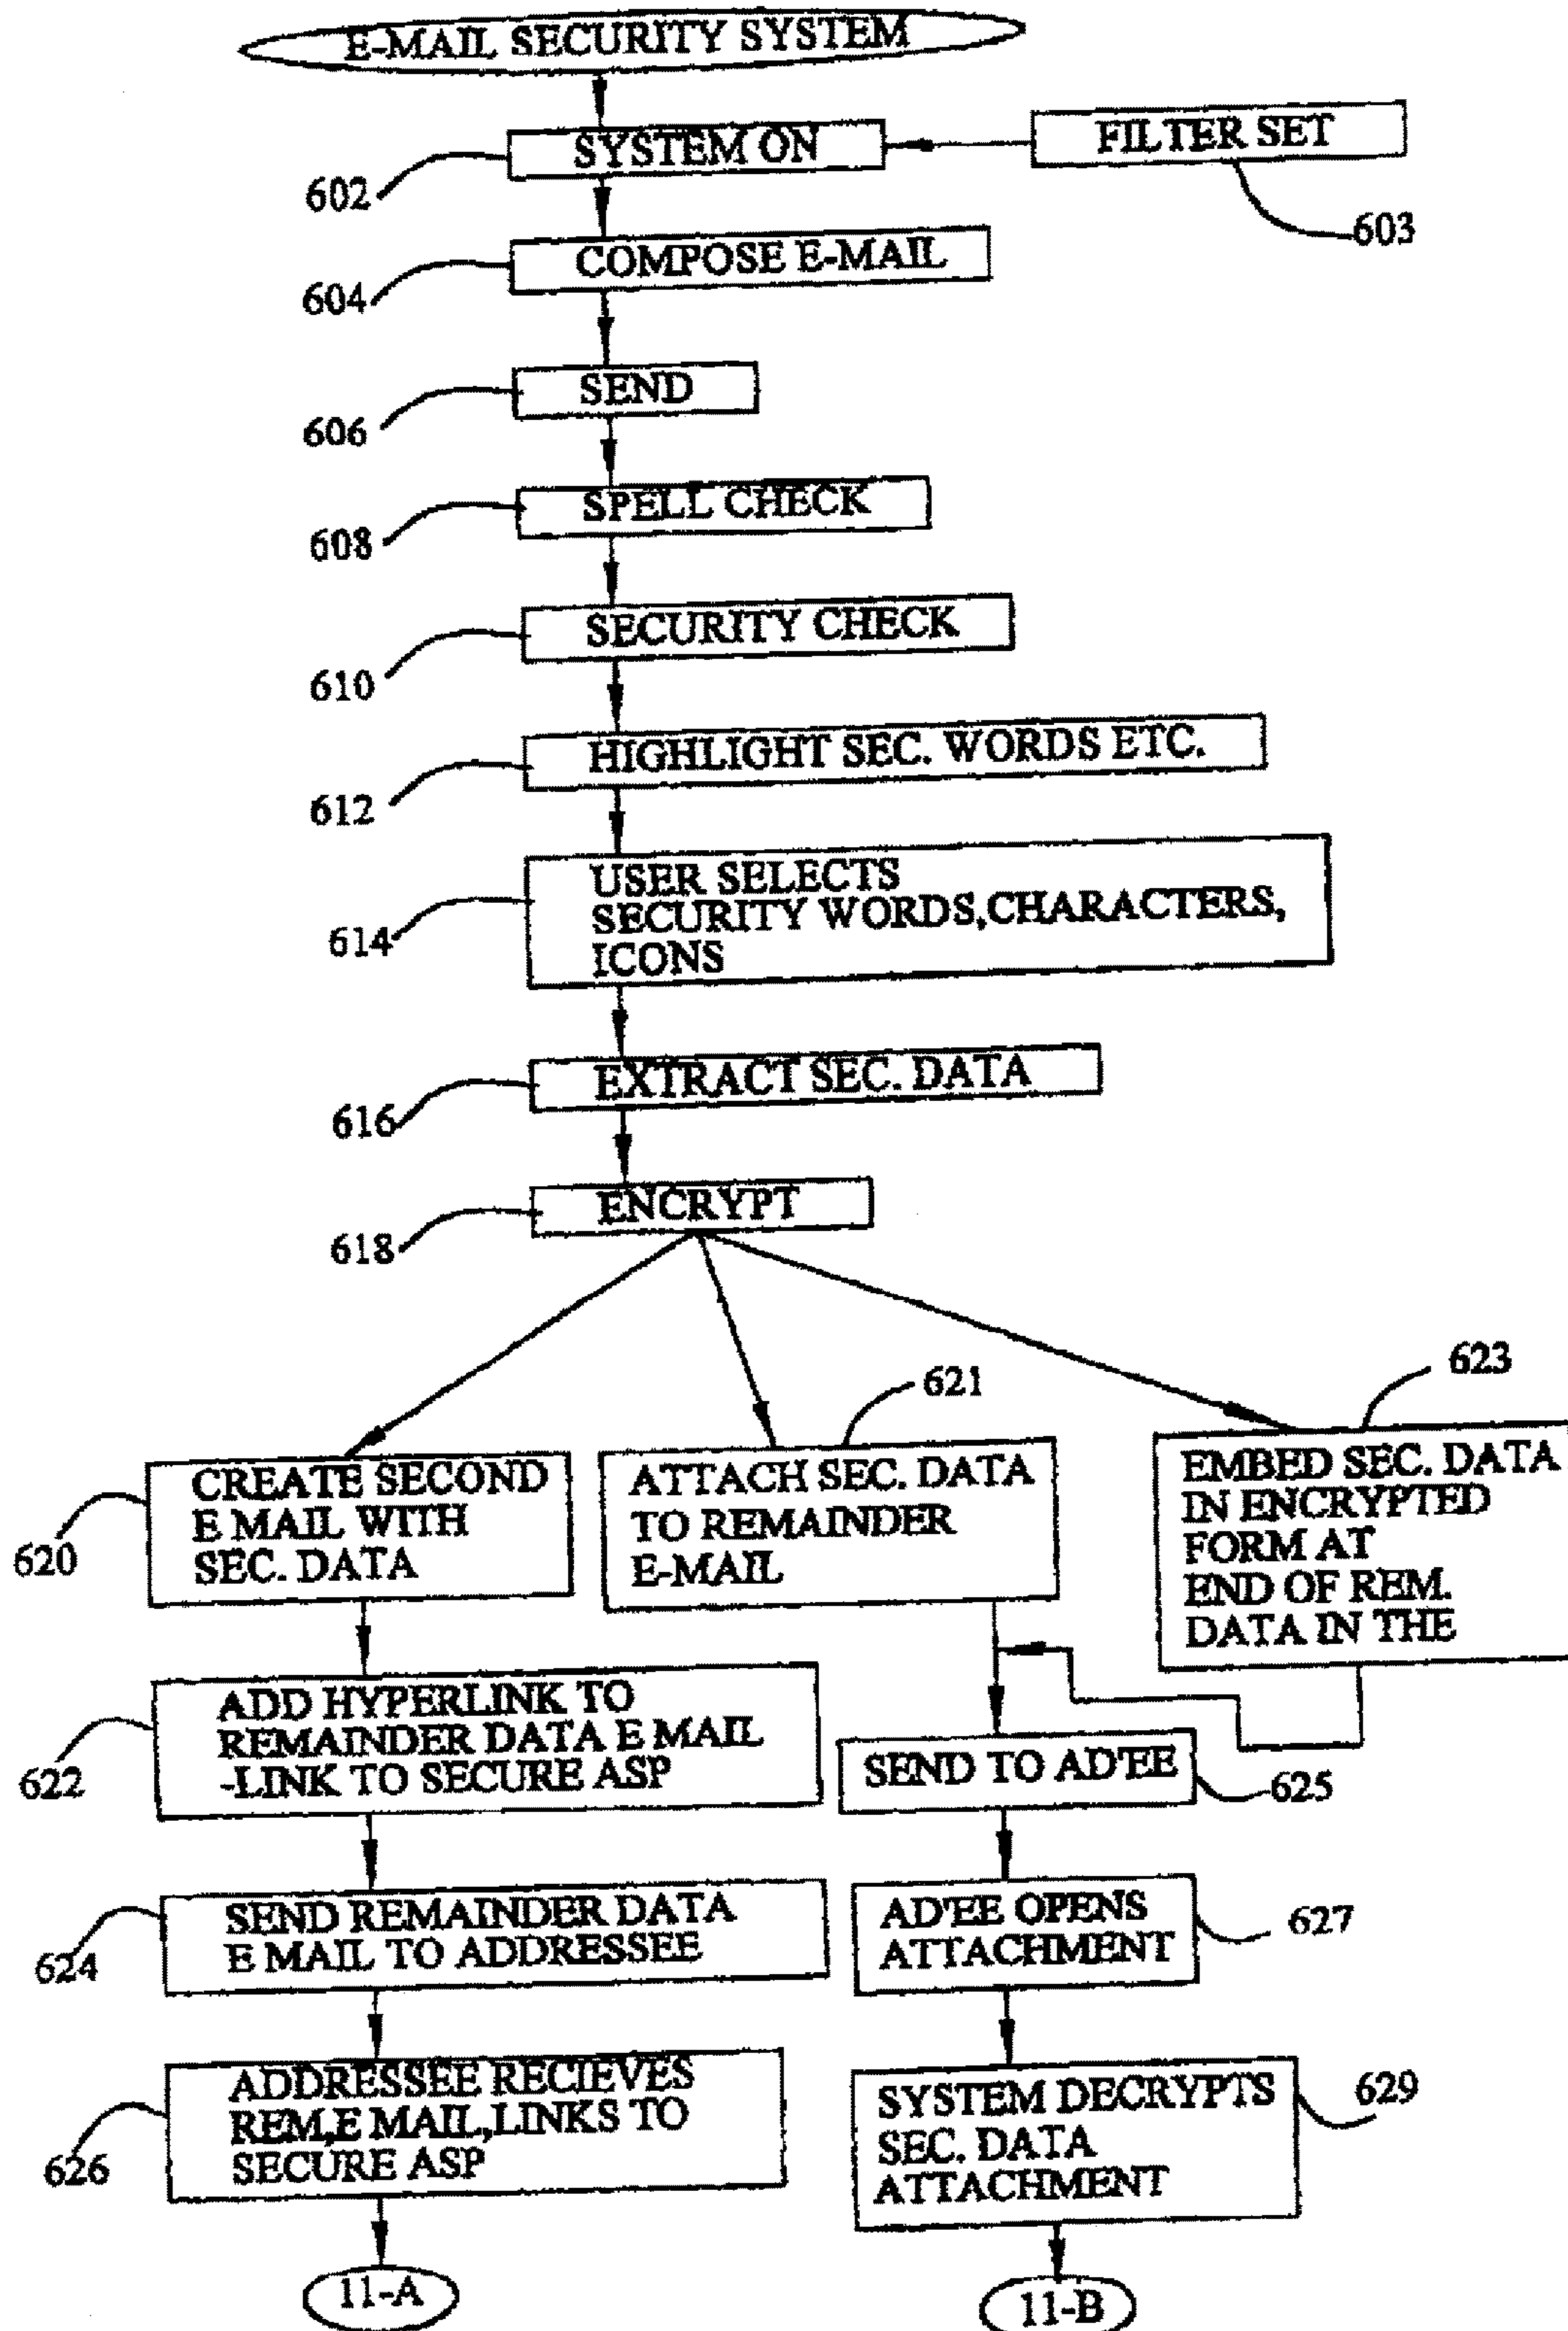 E-MAIL SECURITY SYSTEM
SYSTEM ON
FILTER SET
602
603
COMPOSE E-MAIL
604
SEND
606
SPELL CHECK
608
SECURITY CHECK
610
HIGHLIGHT SEC. WORDS ETC.
612
USER SELECTS
SECURITY WORDS,CHARACTERS,
ICONS
614
EXTRACT SEC. DATA
616
ENCRYPT
618
621
623
CREATE SECOND
E MAIL WITH
SEC. DATA
620
ATTACH SEC. DATA
TO REMAINDER
E-MAIL
EMBED SEC. DATA
IN ENCRYPTED
FORM AT
END OF REM.
DATA IN THE
ADD HYPERLINK TO
REMAINDER DATA E MAIL
-LINK TO SECURE ASP
622
SEND TO AD'EE
625
SEND REMAINDER DATA
E MAIL TO ADDRESSEE
624
AD'EE OPENS
ATTACHMENT
627
ADDRESSEE RECIEVES
REM,E MAIL,LINKS TO
SECURE ASP
626
SYSTEM DECRYPTS
SEC. DATA
ATTACHMENT
629
11-A
11-B